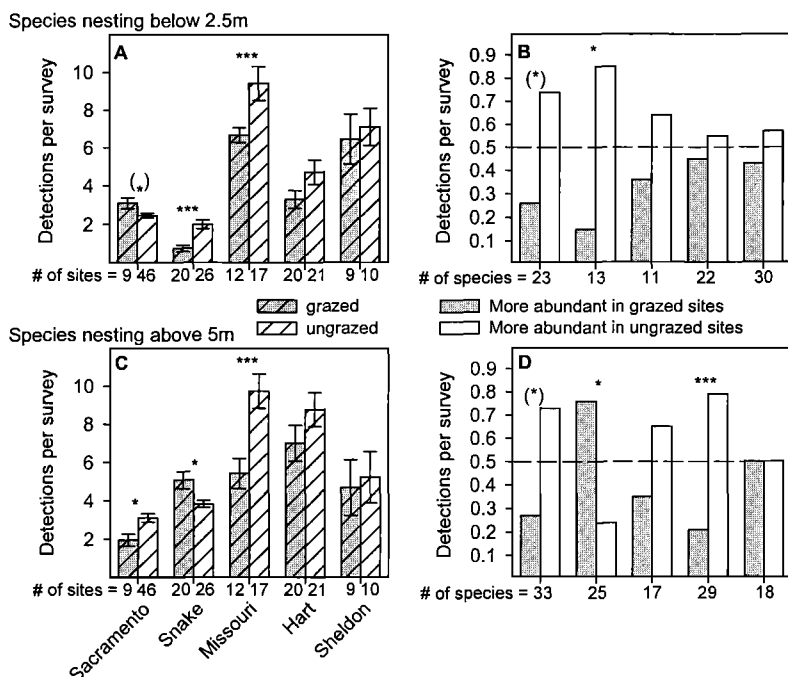 Species nesting below 2.5m
A
B
Detections per survey
10
8
6
4
2
(*)
***
***
# of sites = 9 46 20 26 12 17 20 21 9 10
Detections per survey
0.9
0.8
0.7
0.6
0.5
0.4
0.3
0.2
0.1
(*)
*
# of species = 23 13 11 22 30
grazed
ungrazed
More abundant in grazed sites
More abundant in ungrazed sites
Species nesting above 5m
C
D
Detections per survey
10
8
6
4
2
*
*
***
# of sites = 9 46 20 26 12 17 20 21 9 10
Sacramento
Snake
Missouri
Hart
Sheldon
Detections per survey
0.9
0.8
0.7
0.6
0.5
0.4
0.3
0.2
0.1
(*)
*
***
# of species = 33 25 17 29 18